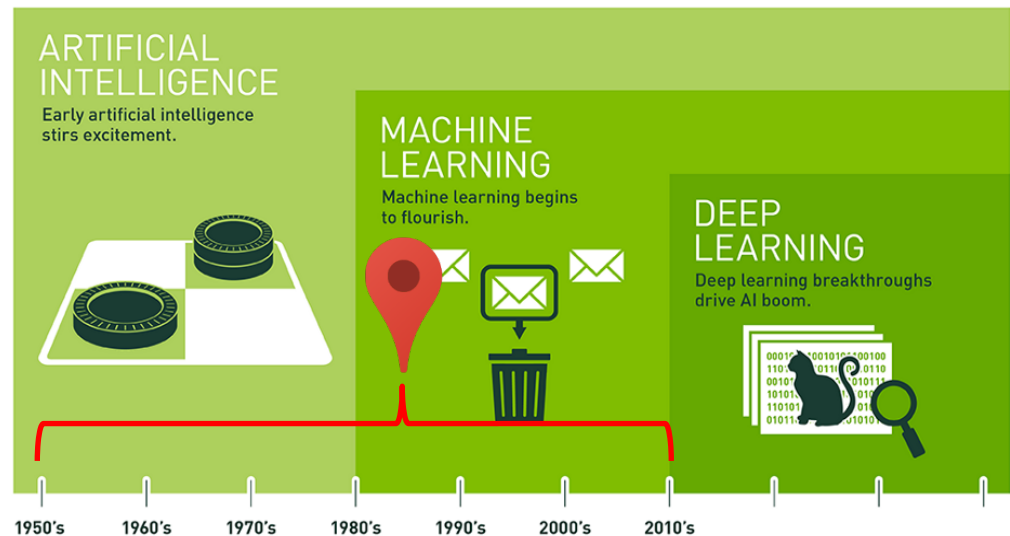 ARTIFICIAL
INTELLIGENCE
Early artificial intelligence
stirs excitement.
MACHINE
LEARNING
Machine learning begins
to flourish.
DEEP
LEARNING
Deep learning breakthroughs
drive AI boom.
1950's
1960's
1970's
1980's
1990's
2000's
2010's